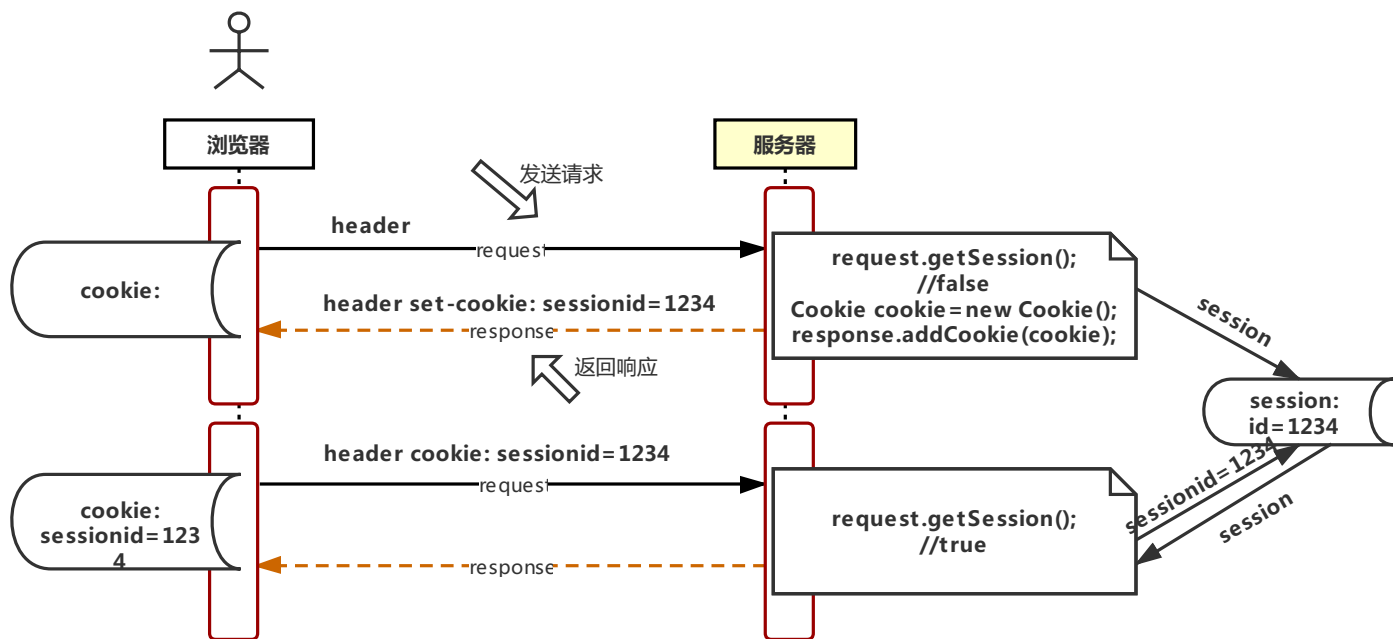 浏览器
服务器
发送请求
header
request
cookie:
request.getSession();
//false
Cookie cookie=new Cookie();
response.addCookie(cookie);
header set-cookie: sessionid=1234
response
返回响应
session
session:
id=1234
header cookie: sessionid=1234
request
cookie:
sessionid=123
4
request.getSession();
//true
sessionid=1234
session
response